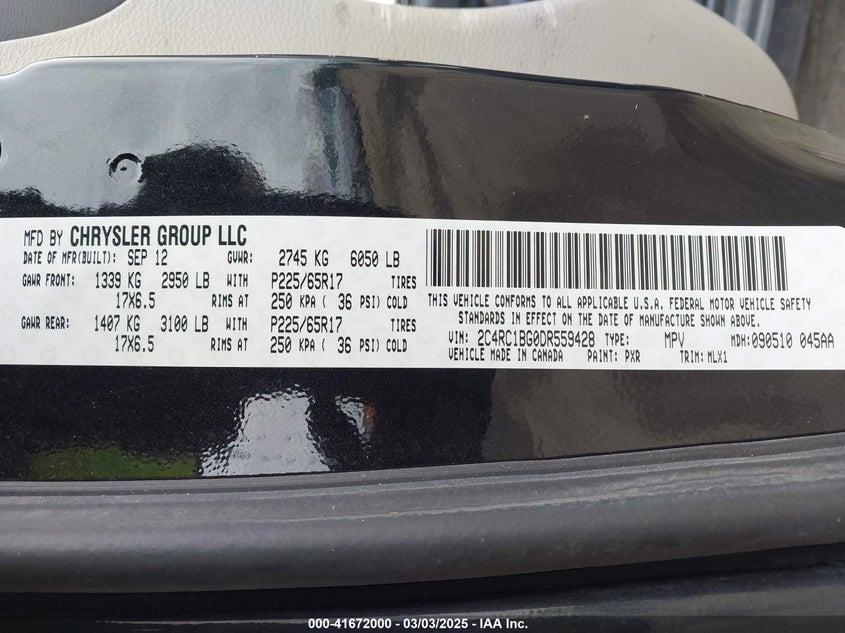 MFD BY CHRYSLER GROUP LLC
DATE OF MFR(BUILT): SEP 12 GVWR: 2745 KG 6050 LB
GAWR FRONT: 1339 KG 2950 LB WITH P225/65R17 TIRES
17X6.5 RIMS AT 250 KPA ( 36 PSI) COLD
GAWR REAR: 1407 KG 3100 LB WITH P225/65R17 TIRES
17X6.5 RIMS AT 250 KPA ( 36 PSI) COLD
THIS VEHICLE CONFORMS TO ALL APPLICABLE U.S.A. FEDERAL MOTOR VEHICLE SAFETY
STANDARDS IN EFFECT ON THE DATE OF MANUFACTURE SHOWN ABOVE.
VIN: 2C4RC1BG0DR559428 TYPE: MPV MDH:090510 045AA
VEHICLE MADE IN CANADA PAINT: PXR TRIM: MLX1
000-41672000 - 03/03/2025 - IAA Inc.